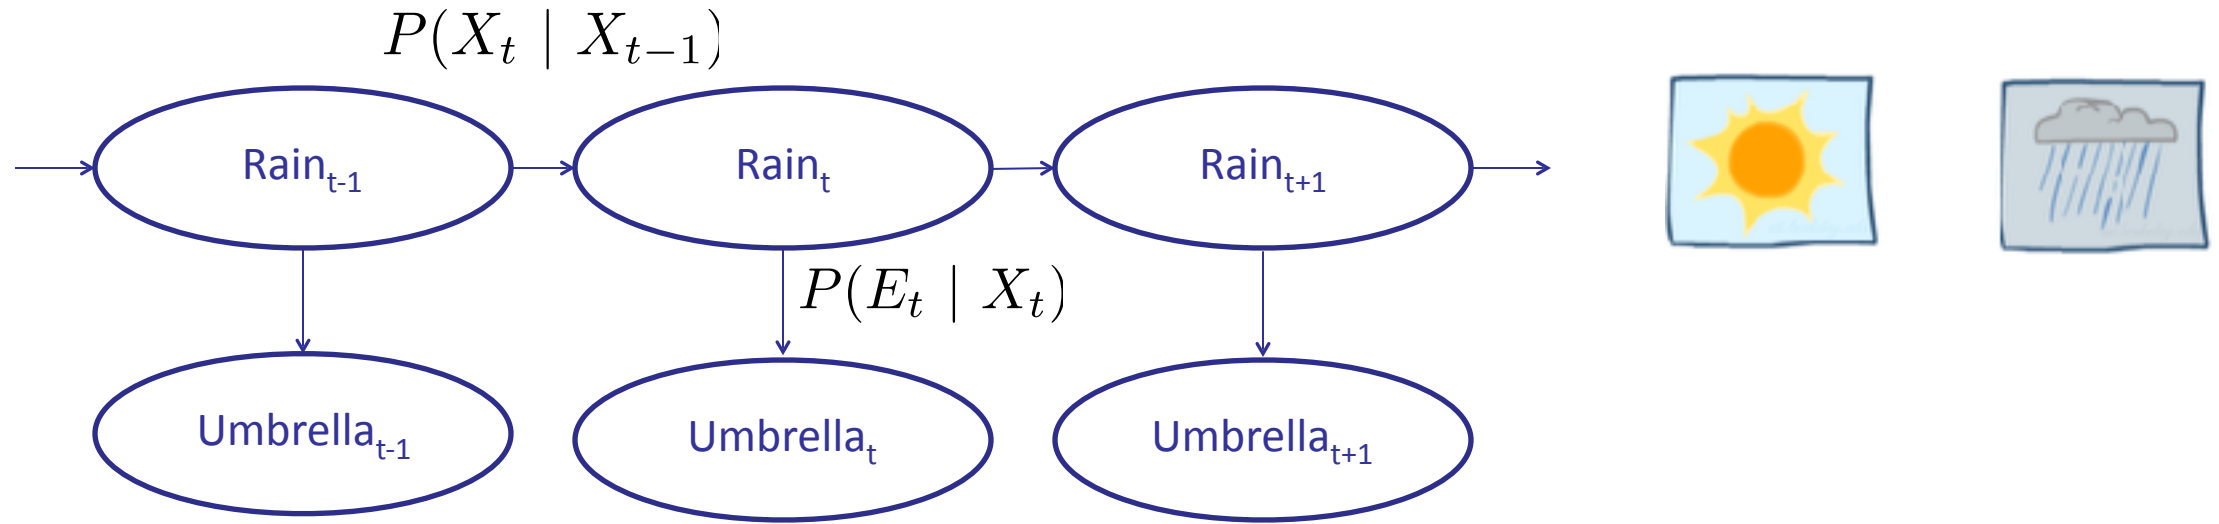 P(X_t | X_{t-1})
Rain_{t-1}
Rain_t
Rain_{t+1}
P(E_t | X_t)
Umbrella_{t-1}
Umbrella_t
Umbrella_{t+1}